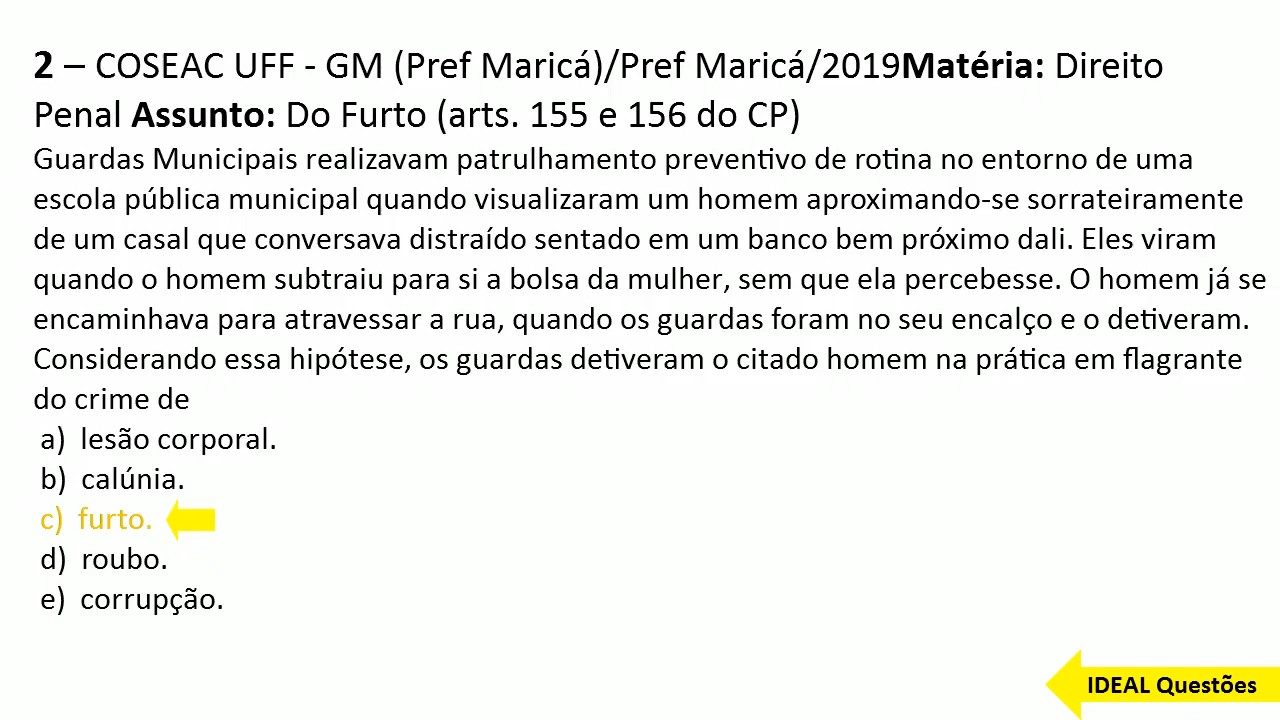 2 – COSEAC UFF - GM (Pref Maricá)/Pref Maricá/2019Matéria: Direito
Penal Assunto: Do Furto (arts. 155 e 156 do CP)
Guardas Municipais realizavam patrulhamento preventivo de rotina no entorno de uma
escola pública municipal quando visualizaram um homem aproximando-se sorrateiramente
de um casal que conversava distraído sentado em um banco bem próximo dali. Eles viram
quando o homem subtraiu para si a bolsa da mulher, sem que ela percebesse. O homem já se
encaminhava para atravessar a rua, quando os guardas foram no seu encalço e o detiveram.
Considerando essa hipótese, os guardas detiveram o citado homem na prática em flagrante
do crime de
a) lesão corporal.
b) calúnia.
c) furto.
d) roubo.
e) corrupção.
IDEAL Questões